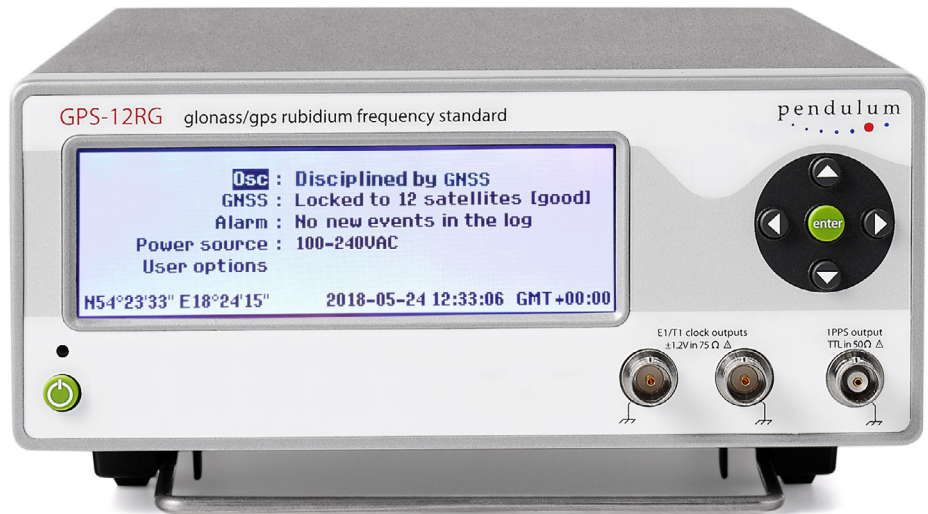 GPS-12RG glonass/gps rubidium frequency standard
pendulum
Osc : Disciplined by GNSS
GNSS : Locked to 12 satellites [good]
Alarm : No new events in the log
Power source : 100-240VAC
User options
N54°23'33" E18°24'15" 2018-05-24 12:33:06 GMT+00:00
enter
E1/T1 clock outputs
±1.2V in 75 Ω ⚠
1PPS output
TTL in 50Ω ⚠